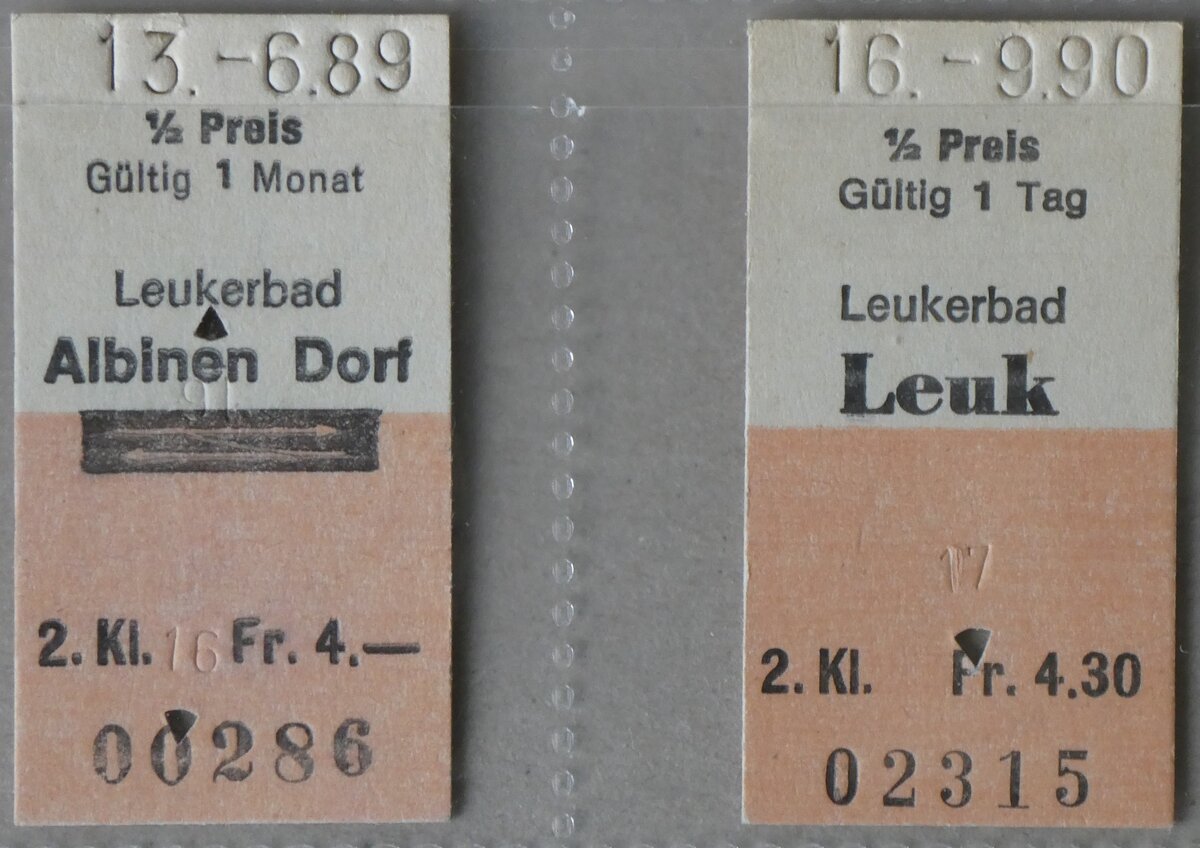 13.-6.89
½ Preis
Gültig 1 Monat
Leukerbad
Albinen Dorf
91
2. Kl. 16 Fr. 4.—
00286
16.-9.90
½ Preis
Gültig 1 Tag
Leukerbad
Leuk
17
2. Kl. Fr. 4.30
02315